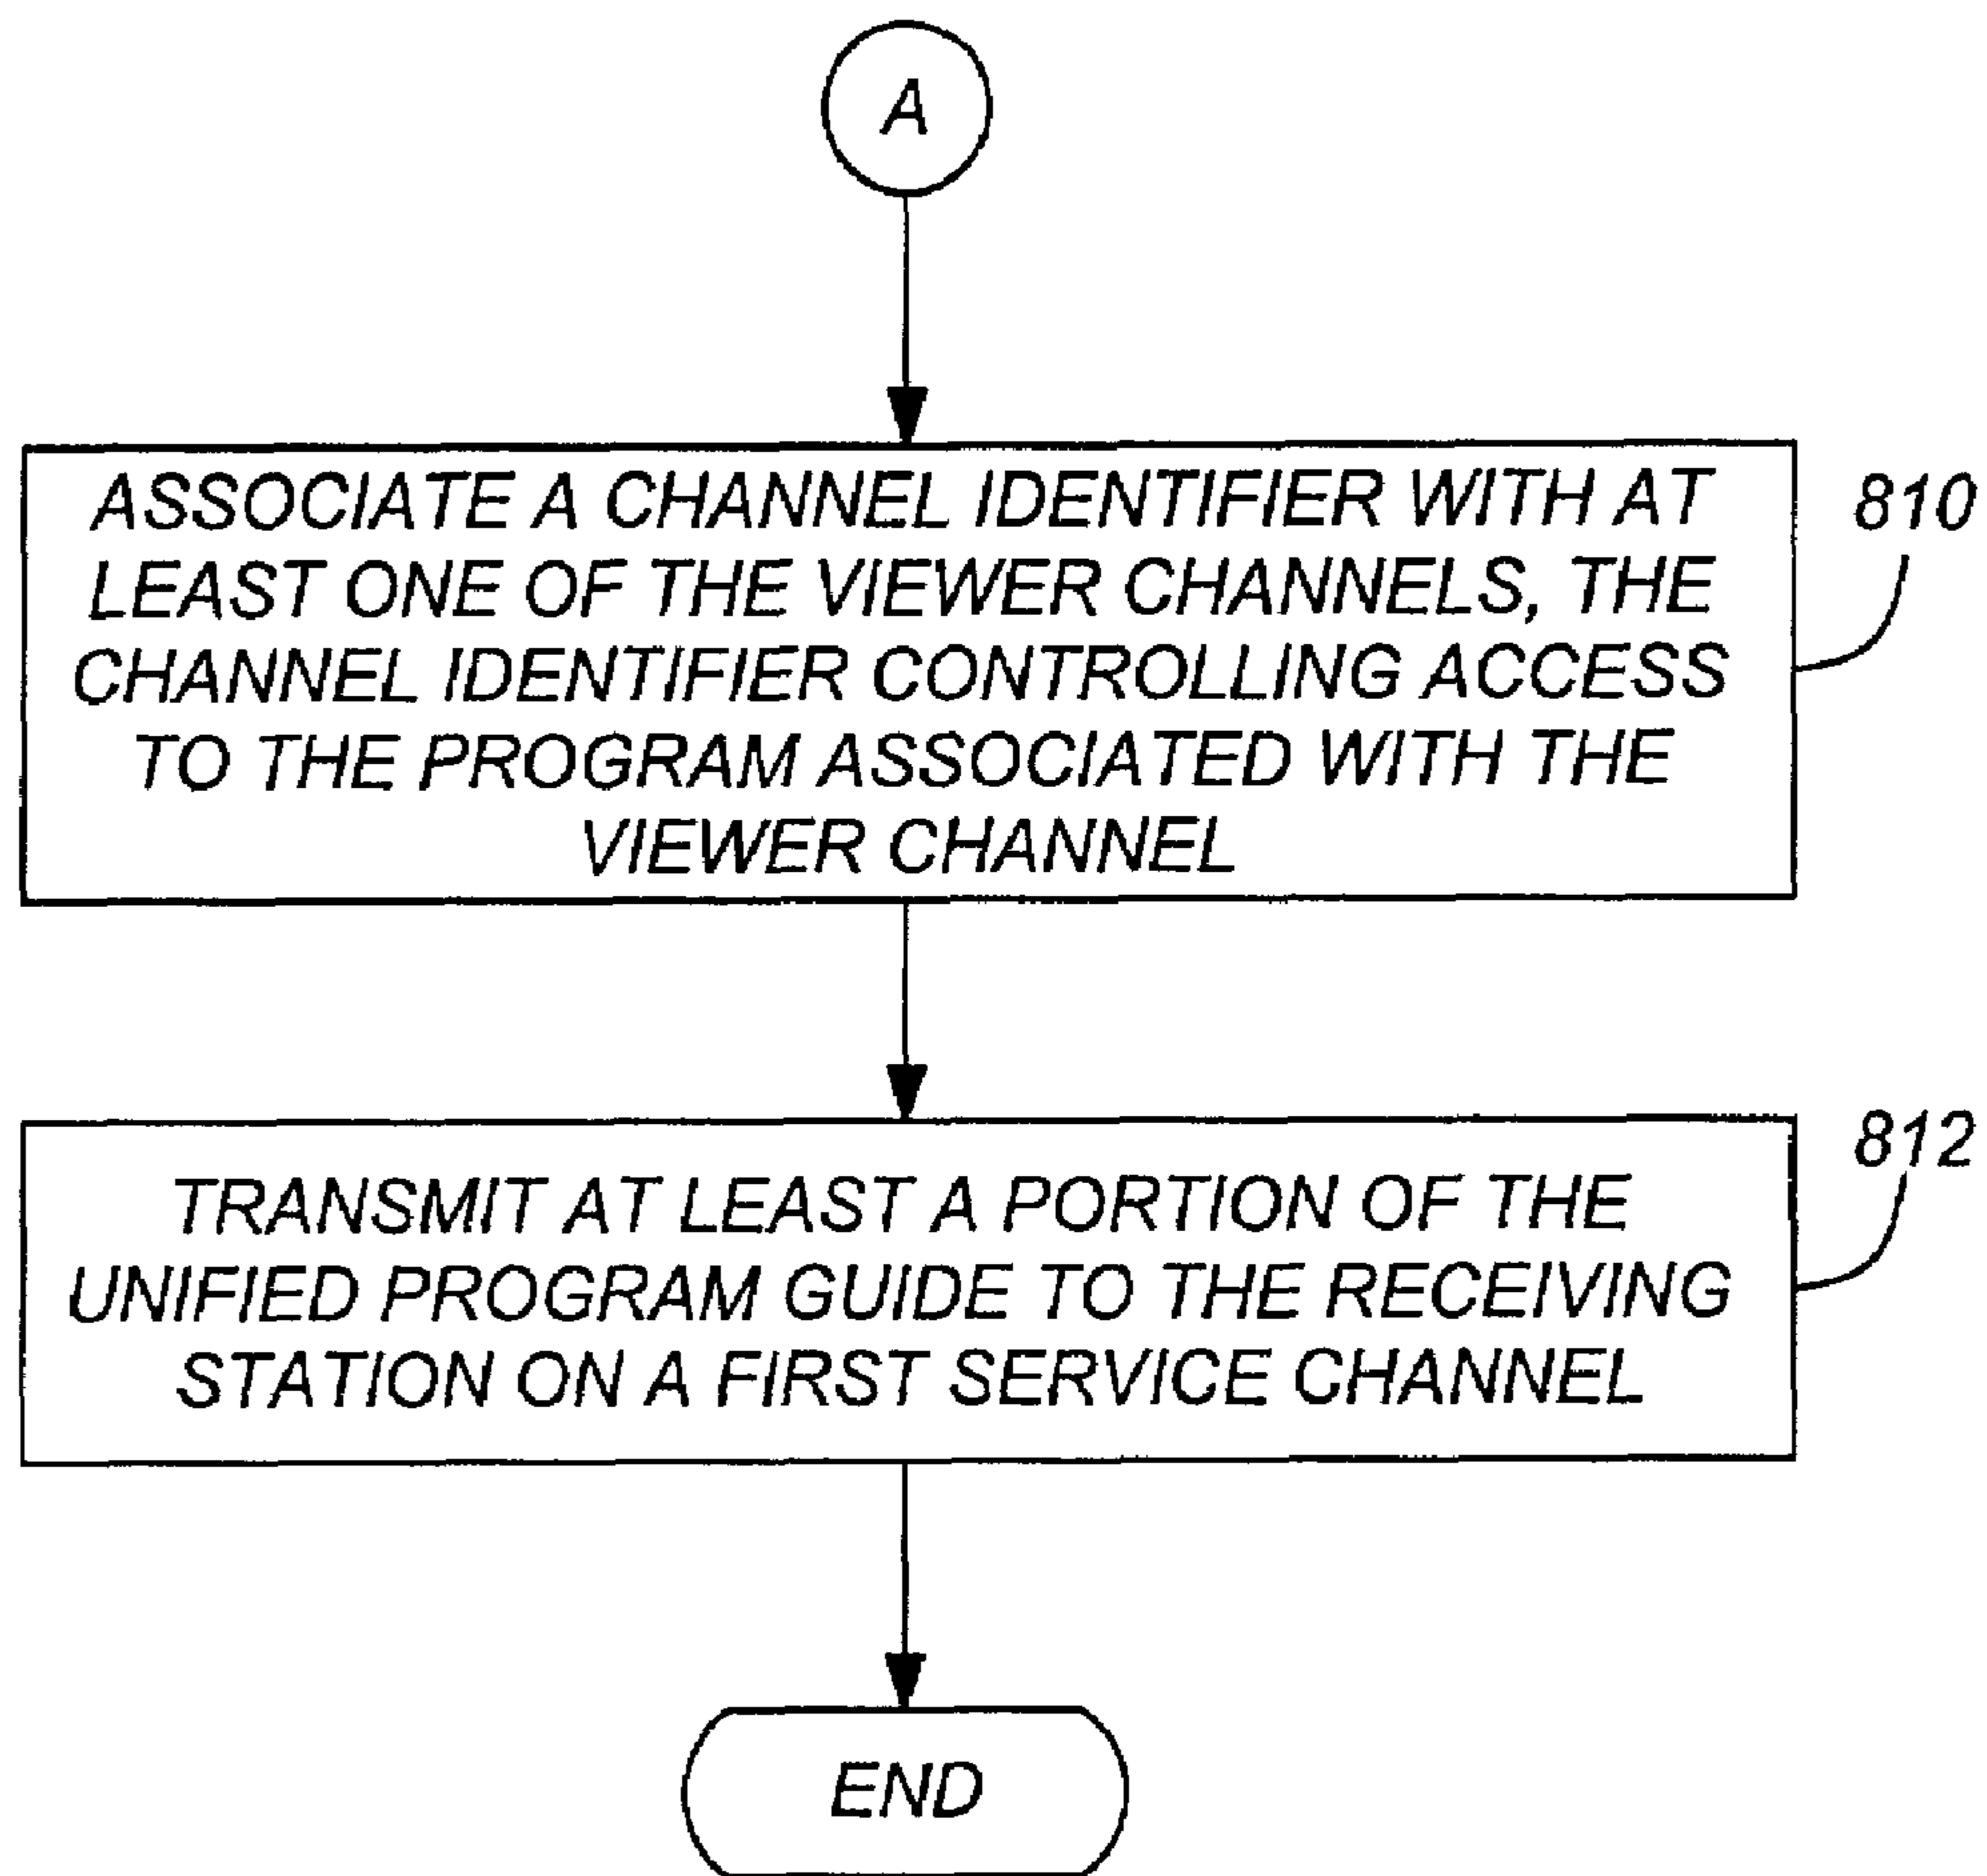 A
ASSOCIATE A CHANNEL IDENTIFIER WITH AT
LEAST ONE OF THE VIEWER CHANNELS, THE
CHANNEL IDENTIFIER CONTROLLING ACCESS
TO THE PROGRAM ASSOCIATED WITH THE
VIEWER CHANNEL
810
TRANSMIT AT LEAST A PORTION OF THE
UNIFIED PROGRAM GUIDE TO THE RECEIVING
STATION ON A FIRST SERVICE CHANNEL
812
END